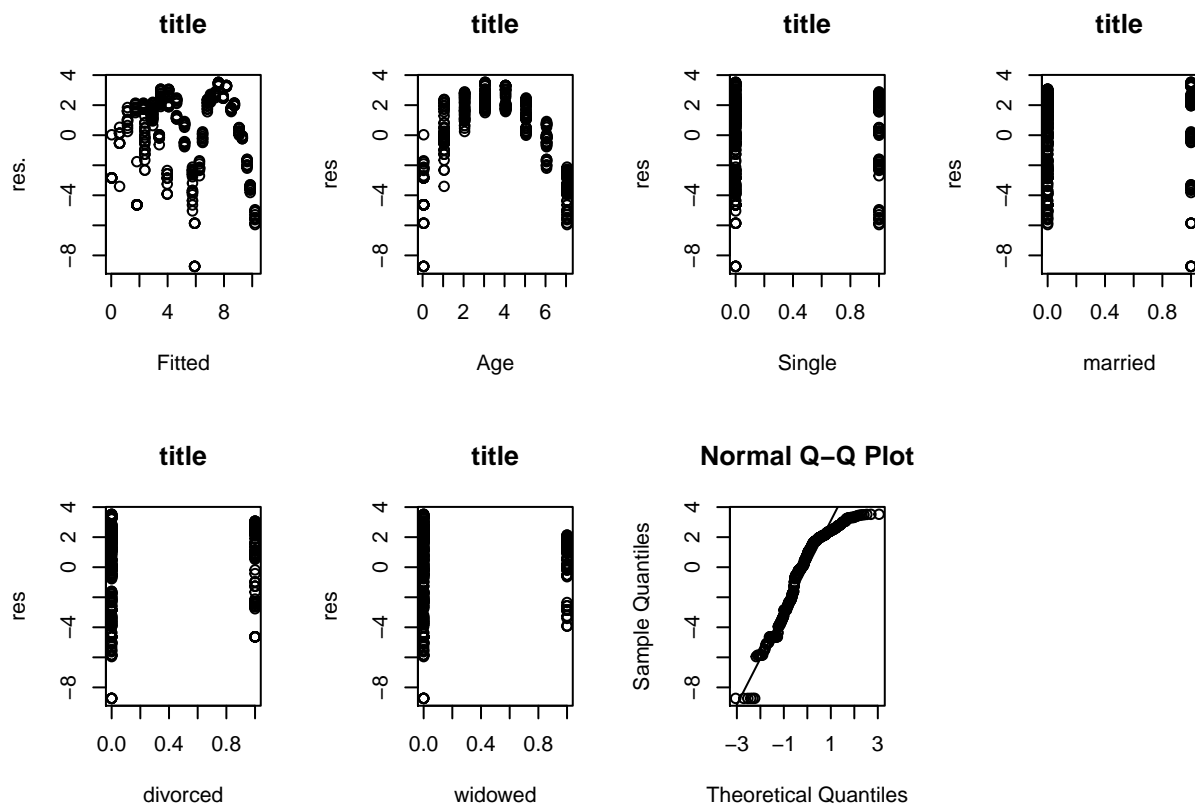 title
res.
4
2
0
−4
−8
0
4
8
Fitted
title
res
4
2
0
−4
−8
0
2
4
6
Age
title
res
4
2
0
−4
−8
0.0
0.4
0.8
Single
title
res
4
2
0
−4
−8
0.0
0.4
0.8
married
title
res
4
2
0
−4
−8
0.0
0.4
0.8
divorced
title
res
4
2
0
−4
−8
0.0
0.4
0.8
widowed
Normal Q−Q Plot
Sample Quantiles
4
2
0
−4
−8
−3
−1
1
3
Theoretical Quantiles